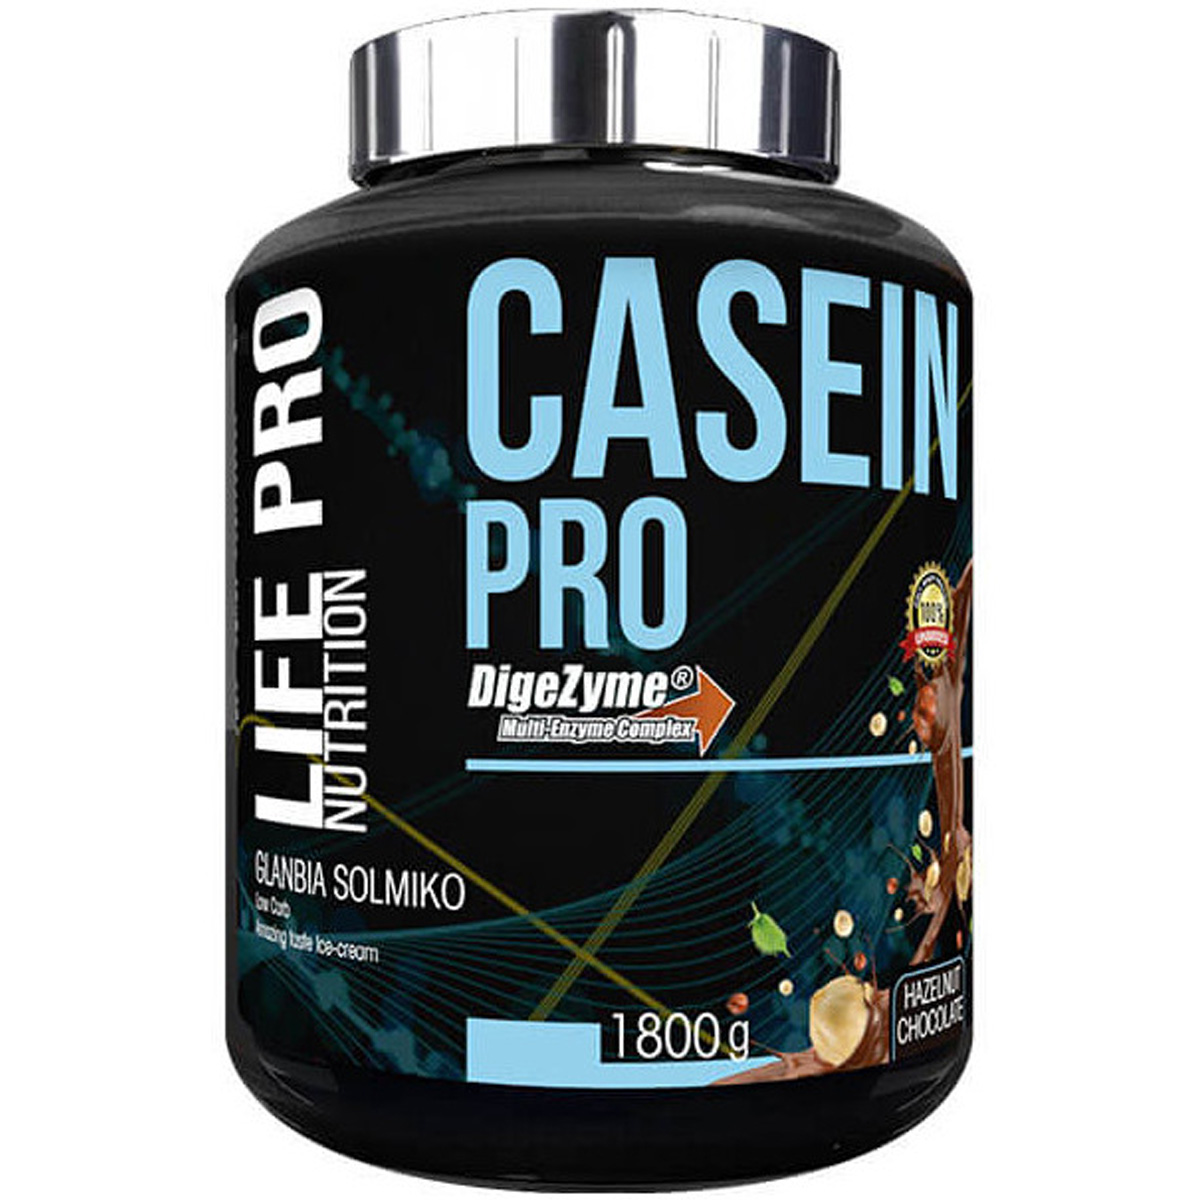 LIFE PRO
NUTRITION
CASEIN
PRO
DigeZyme®
Multi-Enzyme Complex
100%
GLANBIA SOLMIKO
Low Carb
Amazing taste Ice-cream
1800 g
HAZELNUT
CHOCOLATE